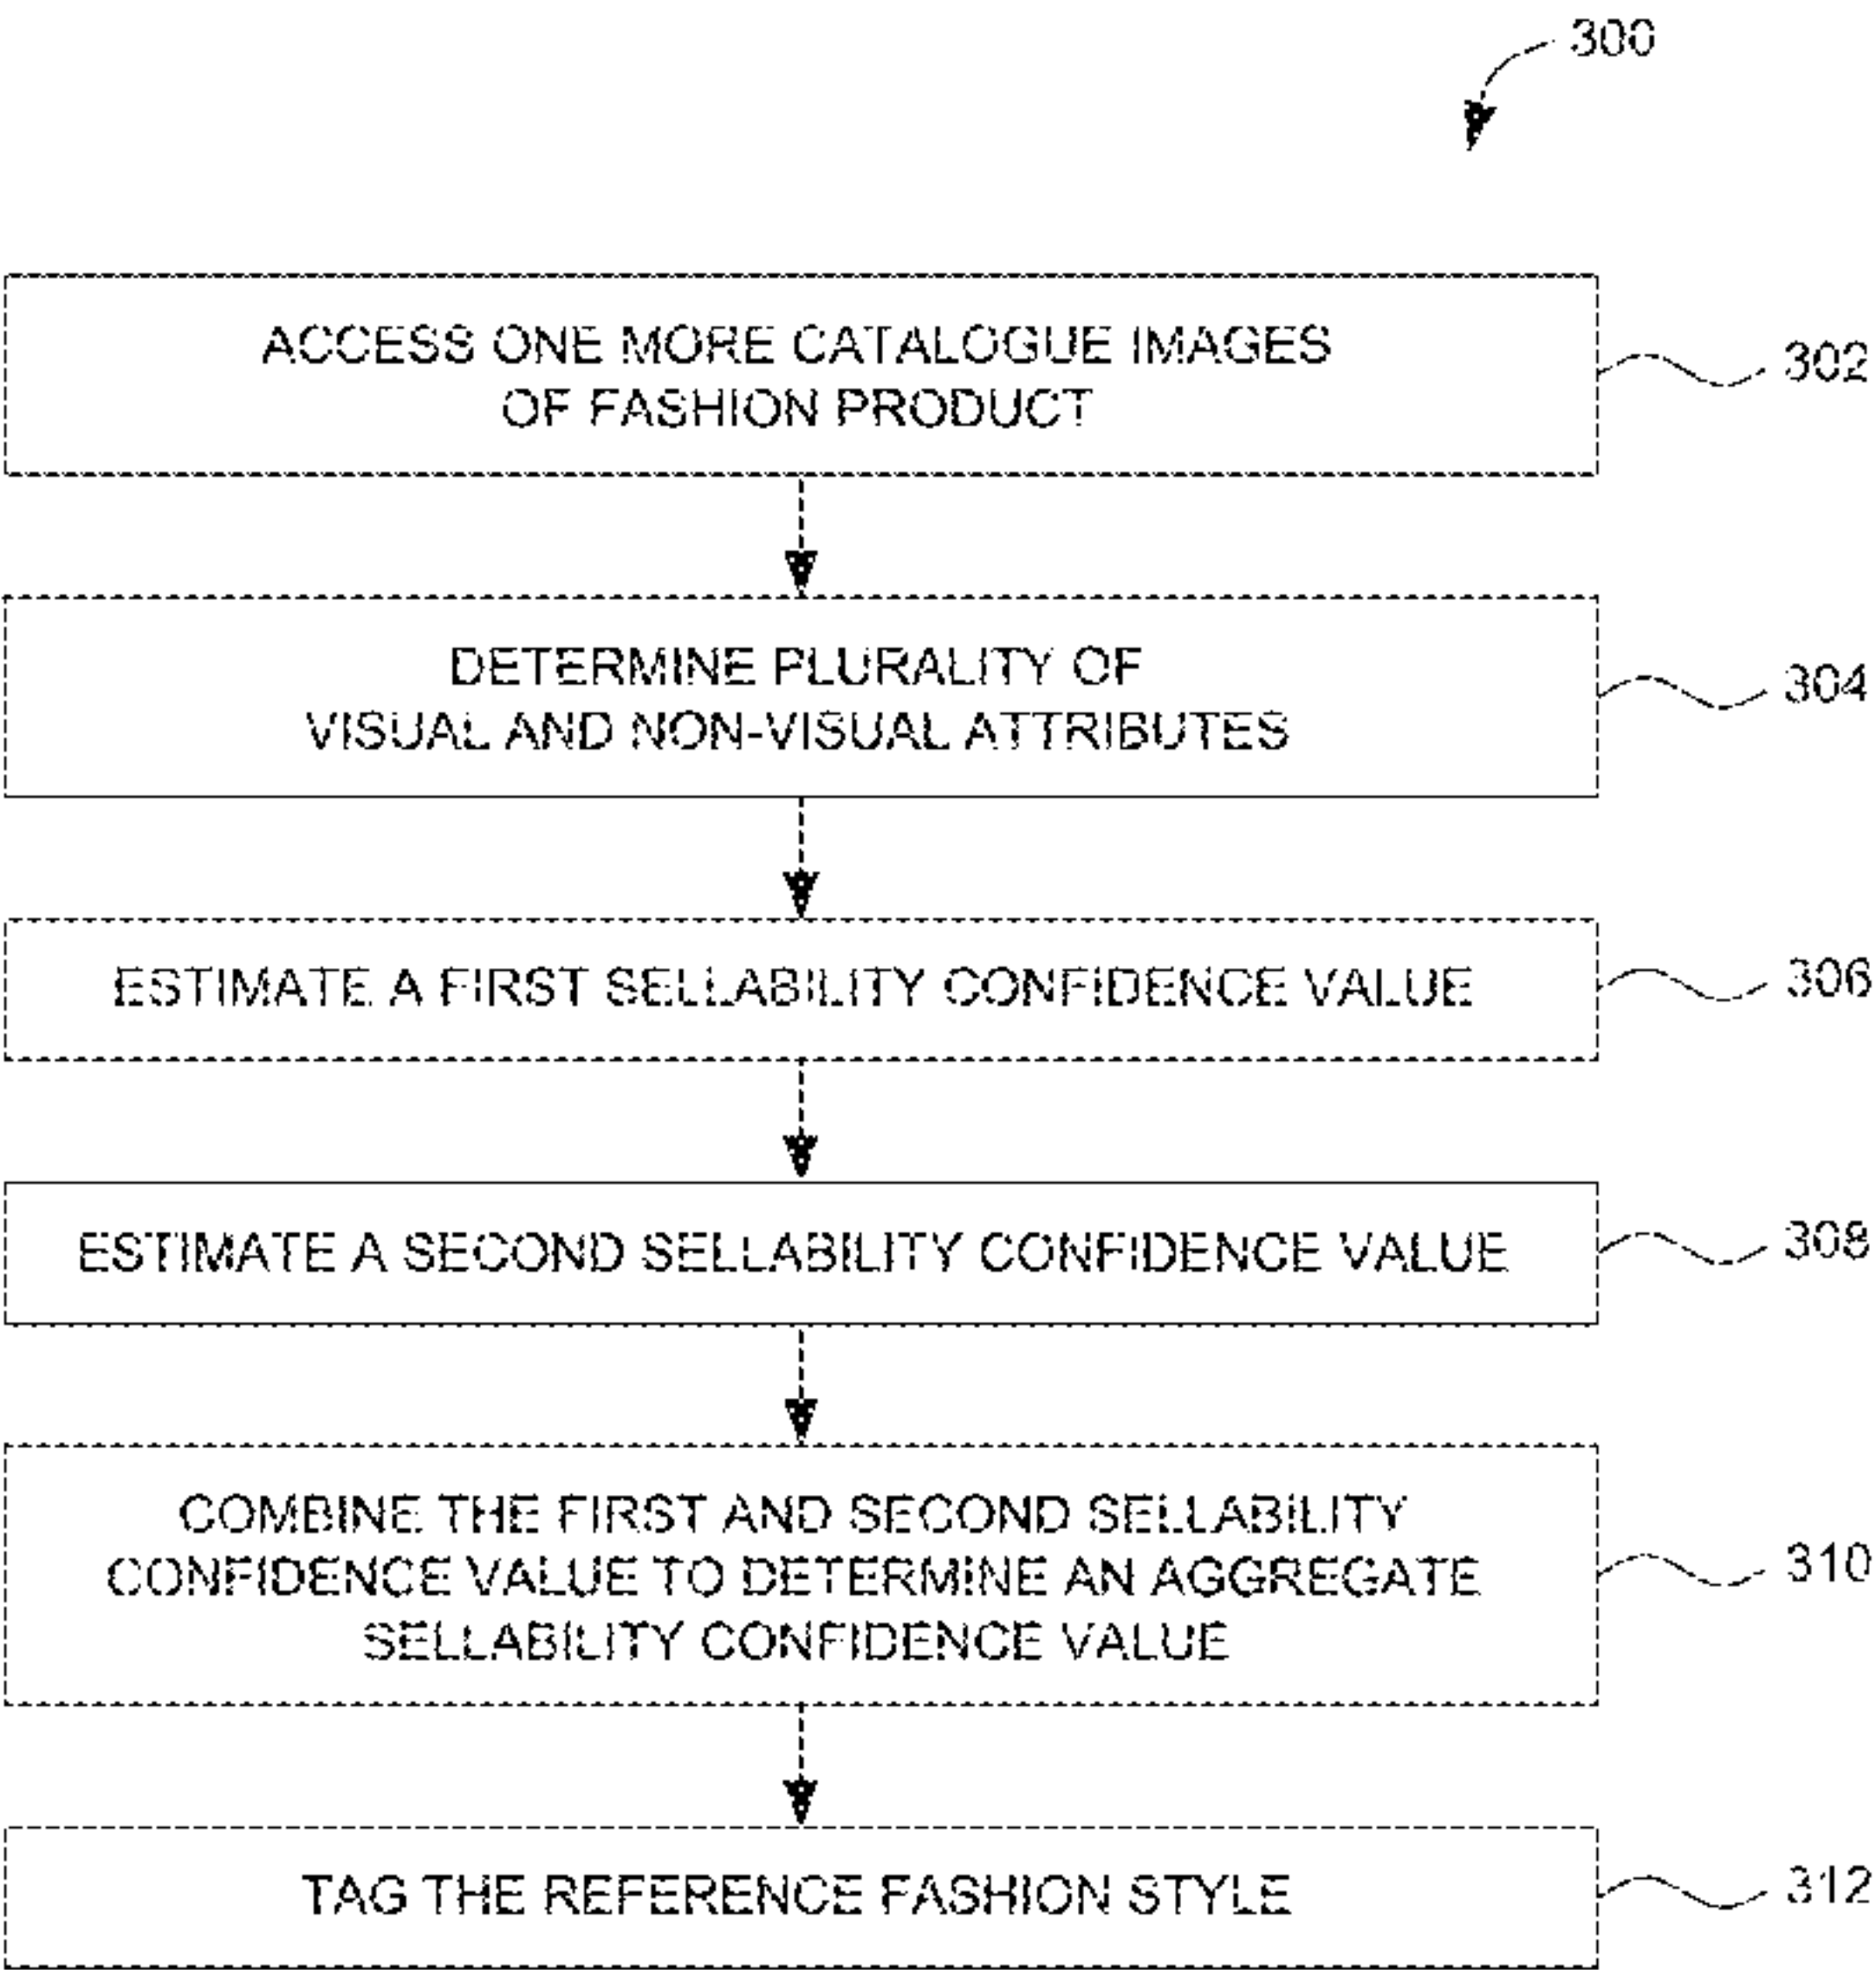 300
ACCESS ONE MORE CATALOGUE IMAGES
OF FASHION PRODUCT
302
DETERMINE PLURALITY OF
VISUAL AND NON-VISUAL ATTRIBUTES
304
ESTIMATE A FIRST SELLABILITY CONFIDENCE VALUE
306
ESTIMATE A SECOND SELLABILITY CONFIDENCE VALUE
308
COMBINE THE FIRST AND SECOND SELLABILITY
CONFIDENCE VALUE TO DETERMINE AN AGGREGATE
SELLABILITY CONFIDENCE VALUE
310
TAG THE REFERENCE FASHION STYLE
312